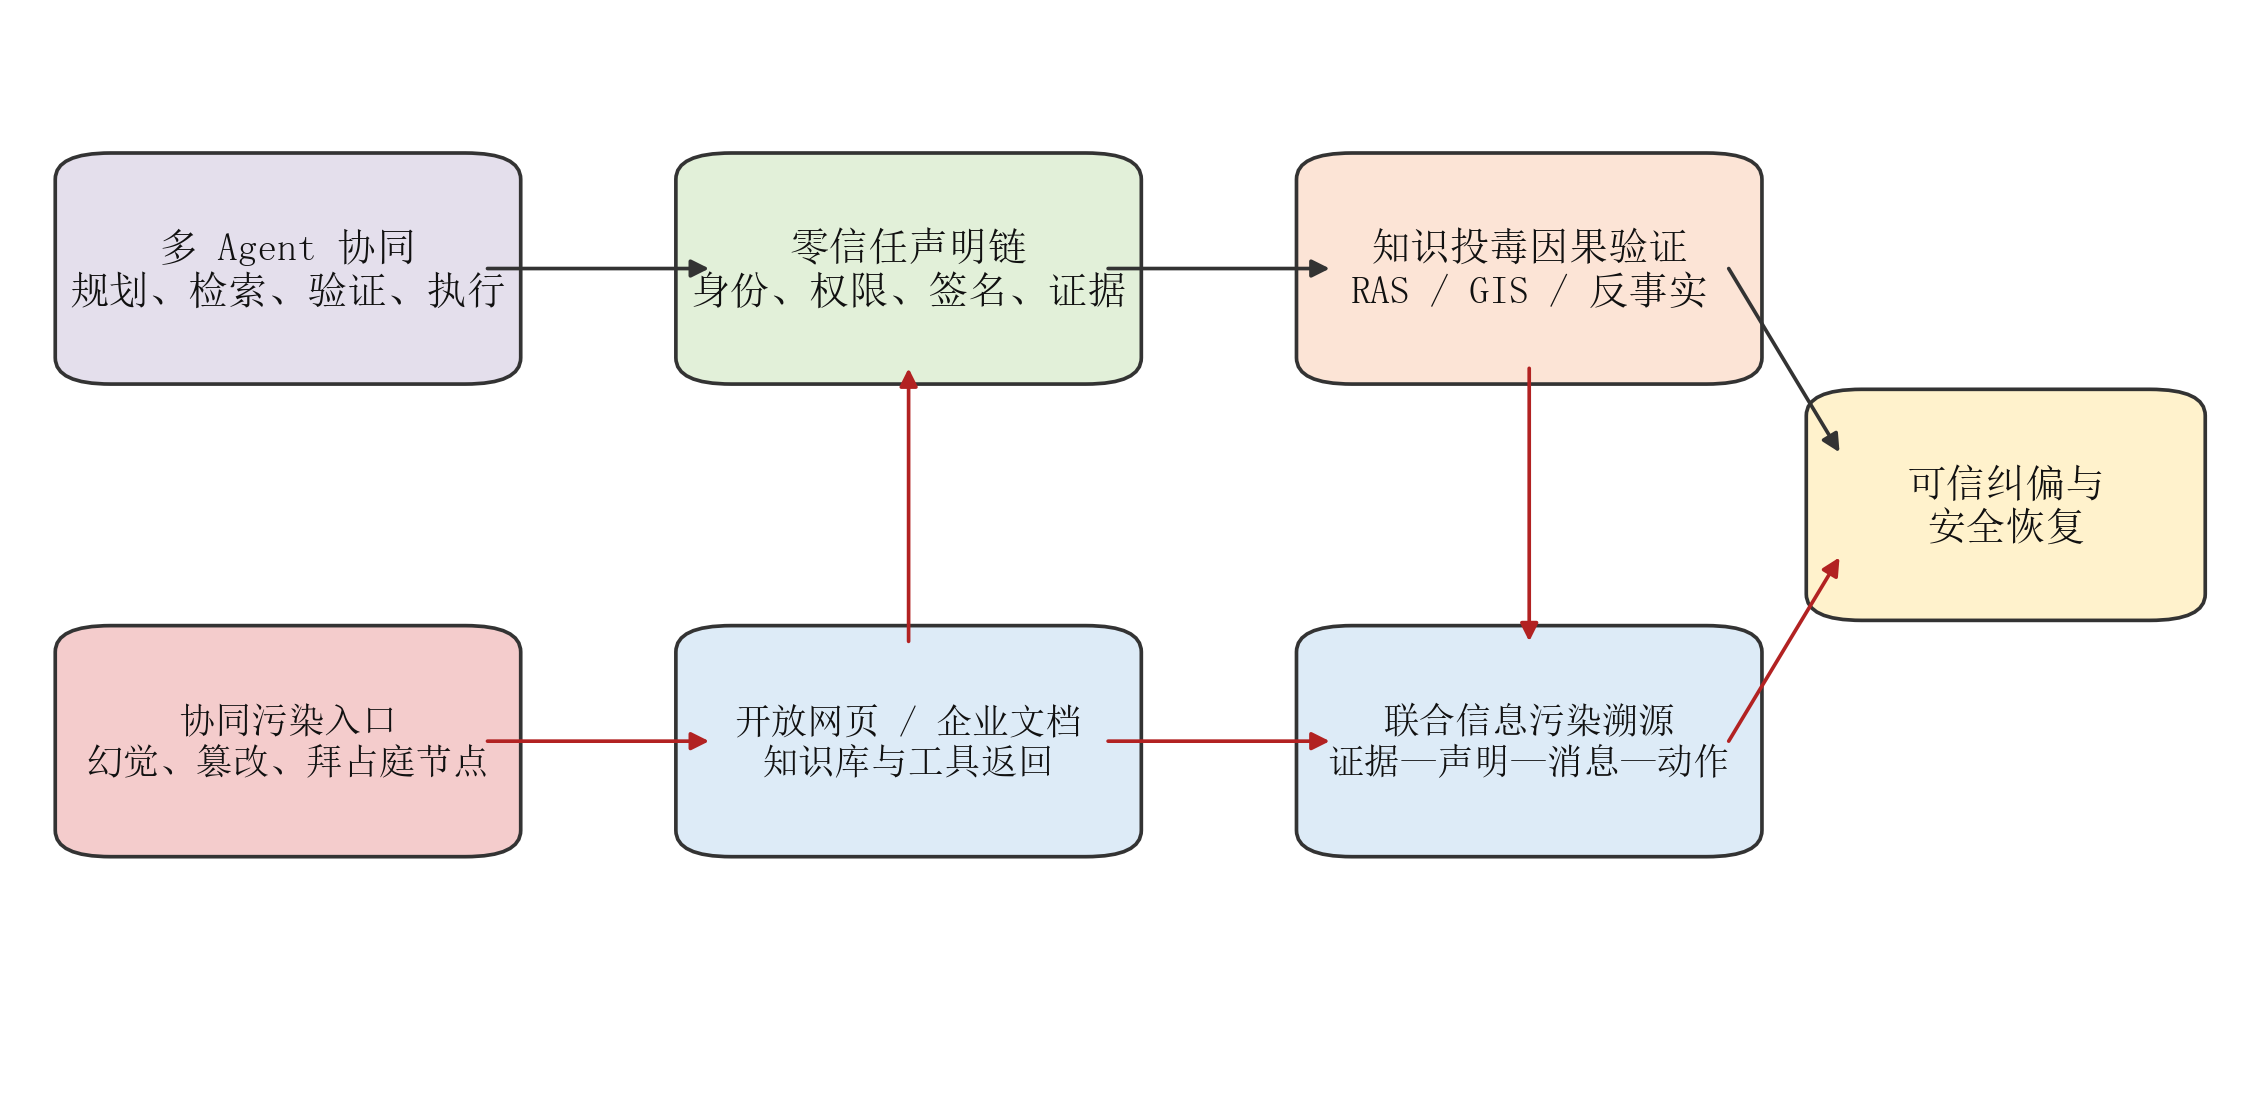 多 Agent 协同
规划、检索、验证、执行
零信任声明链
身份、权限、签名、证据
知识投毒因果验证
RAS / GIS / 反事实
可信纠偏与
安全恢复
协同污染入口
幻觉、篡改、拜占庭节点
开放网页 / 企业文档
知识库与工具返回
联合信息污染溯源
证据—声明—消息—动作